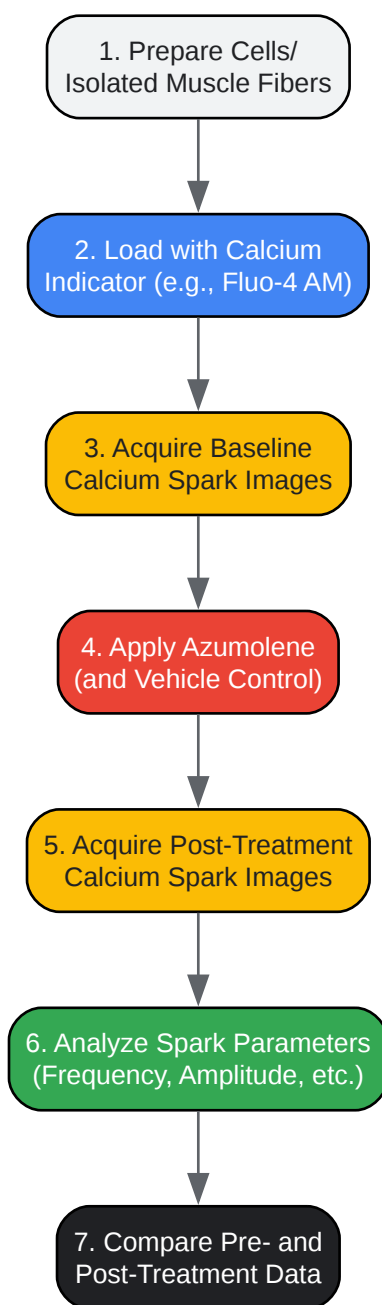 1. Prepare Cells/
Isolated Muscle Fibers
2. Load with Calcium
Indicator (e.g., Fluo-4 AM)
3. Acquire Baseline
Calcium Spark Images
4. Apply Azumolene
(and Vehicle Control)
5. Acquire Post-Treatment
Calcium Spark Images
6. Analyze Spark Parameters
(Frequency, Amplitude, etc.)
7. Compare Pre- and
Post-Treatment Data